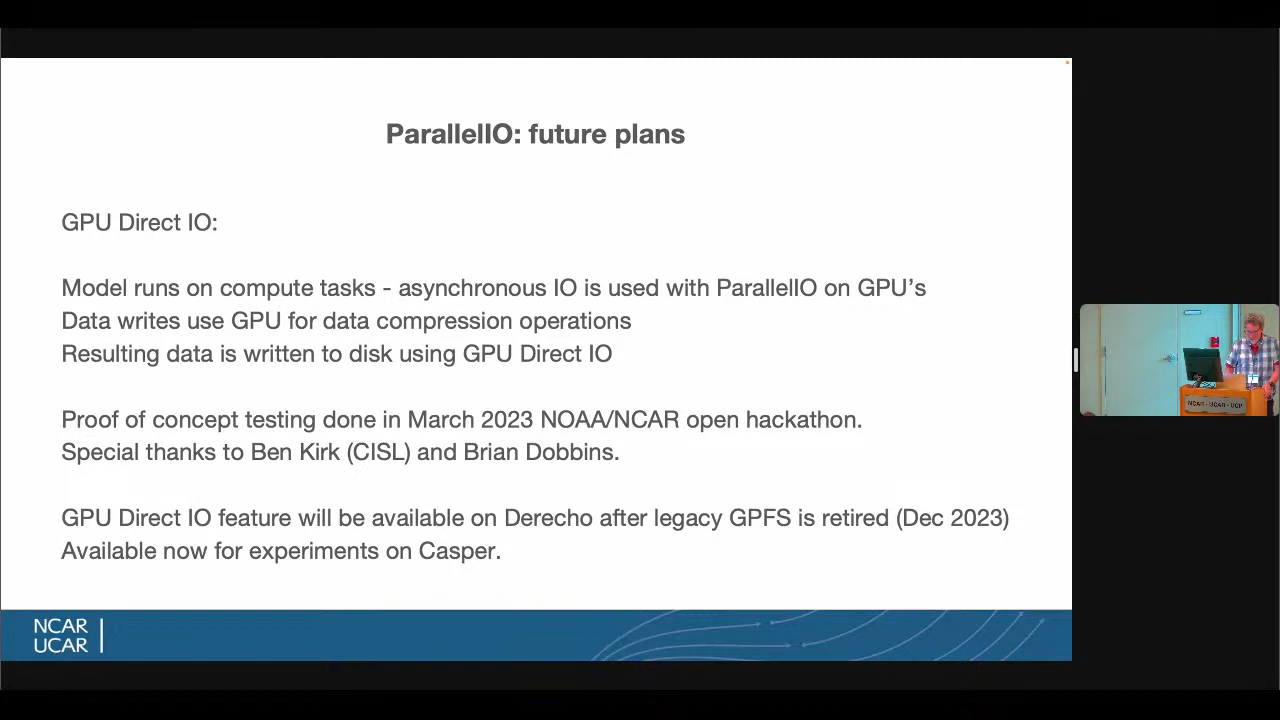 ParallelIO: future plans
GPU Direct IO:
Model runs on compute tasks - asynchronous IO is used with ParallelIO on GPU’s
Data writes use GPU for data compression operations
Resulting data is written to disk using GPU Direct IO
Proof of concept testing done in March 2023 NOAA/NCAR open hackathon.
Special thanks to Ben Kirk (CISL) and Brian Dobbins.
GPU Direct IO feature will be available on Derecho after legacy GPFS is retired (Dec 2023)
Available now for experiments on Casper.
NCAR
UCAR
NCAR - UCAR - UCP